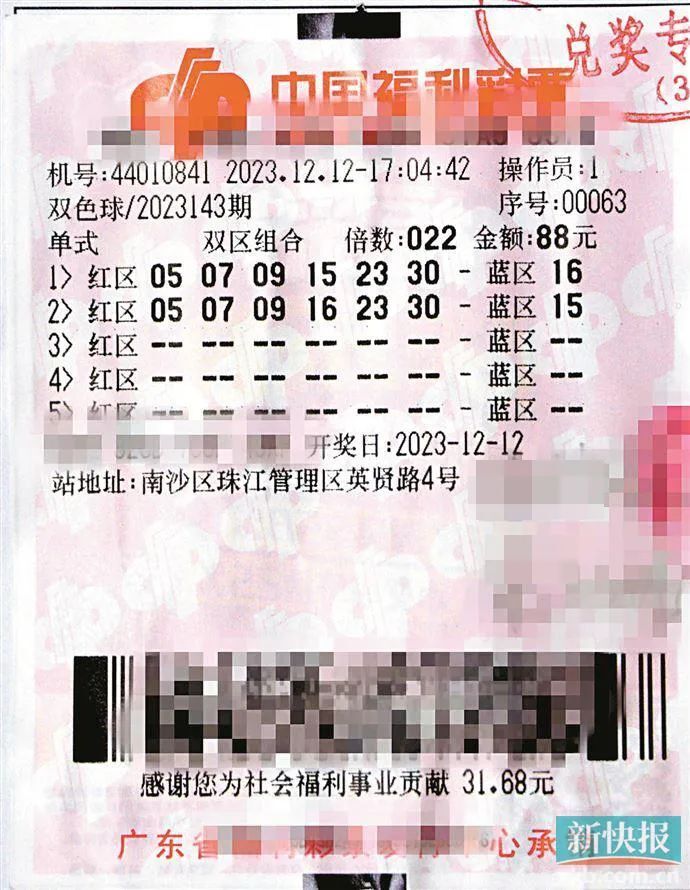 兑奖专
(3
中国福利彩票
机号:44010841 2023.12.12-17:04:42 操作员:1
双色球/2023143期 序号:00063
单式 双区组合 倍数:022 金额:88元
1> 红区 05 07 09 15 23 30 - 蓝区 16
2> 红区 05 07 09 16 23 30 - 蓝区 15
3> 红区 -- -- -- -- -- -- - 蓝区 --
4> 红区 -- -- -- -- -- -- - 蓝区 --
5> 红区 -- -- -- -- -- -- - 蓝区 --
开奖日:2023-12-12
站地址:南沙区珠江管理区英贤路4号
感谢您为社会福利事业贡献 31.68元
广东省 心承
新快报